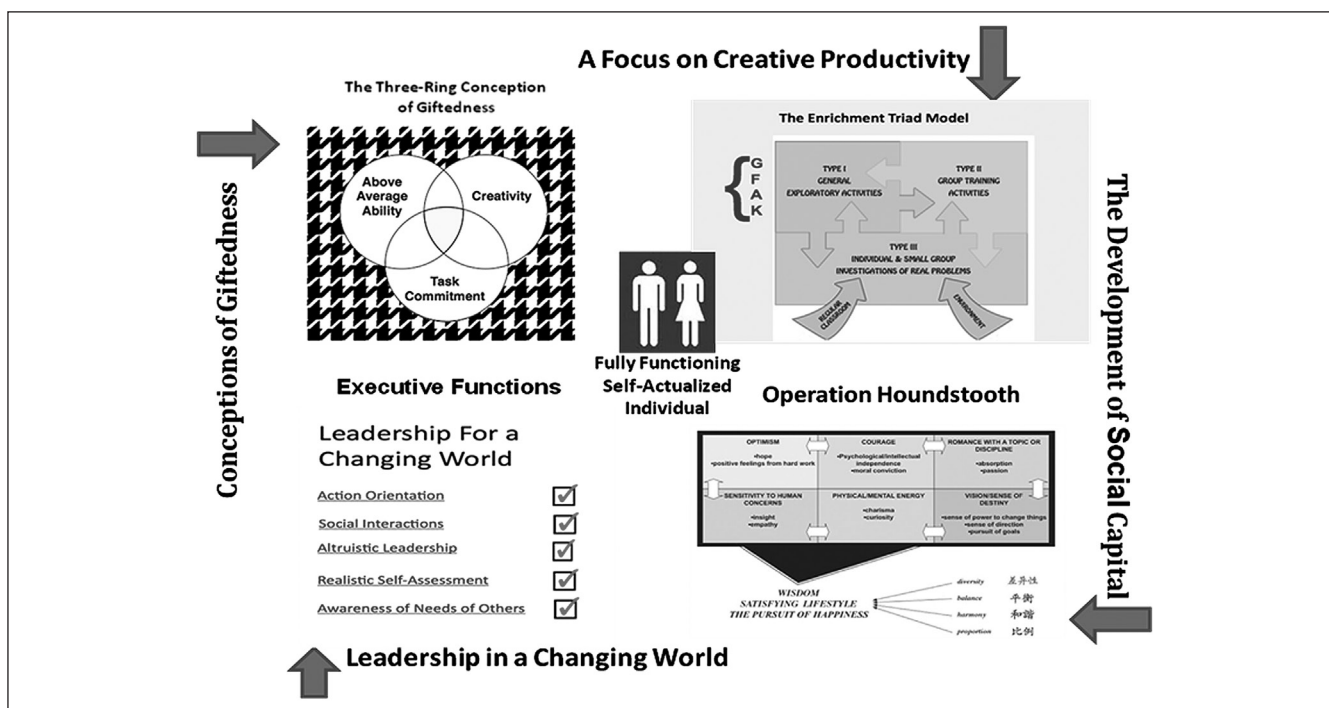 A Focus on Creative Productivity
The Three-Ring Conception
of Giftedness
Above
Average
Ability
Creativity
Task
Commitment
Conceptions of Giftedness
The Enrichment Triad Model
G
F
A
K
TYPE I
GENERAL
EXPLORATORY ACTIVITIES
TYPE II
GROUP TRAINING
ACTIVITIES
TYPE III
INDIVIDUAL & SMALL GROUP
INVESTIGATIONS OF REAL PROBLEMS
REGULAR
CLASSROOM
ENVIRONMENT
The Development of Social Capital
Fully Functioning
Self-Actualized
Individual
Executive Functions
Leadership For a
Changing World
Action Orientation
Social Interactions
Altruistic Leadership
Realistic Self-Assessment
Awareness of Needs of Others
Operation Houndstooth
OPTIMISM
•hope
•positive feelings from hard work
COURAGE
•Psychological/intellectual
independence
•moral conviction
ROMANCE WITH A TOPIC OR
DISCIPLINE
•absorption
•passion
SENSITIVITY TO HUMAN
CONCERNS
•insight
•empathy
PHYSICAL/MENTAL ENERGY
•charisma
•curiosity
VISION/SENSE OF
DESTINY
•sense of power to change things
•sense of direction
•pursuit of goals
WISDOM
SATISFYING LIFESTYLE
THE PURSUIT OF HAPPINESS
diversity 差异性
balance 平衡
harmony 和諧
proportion 比例
Leadership in a Changing World